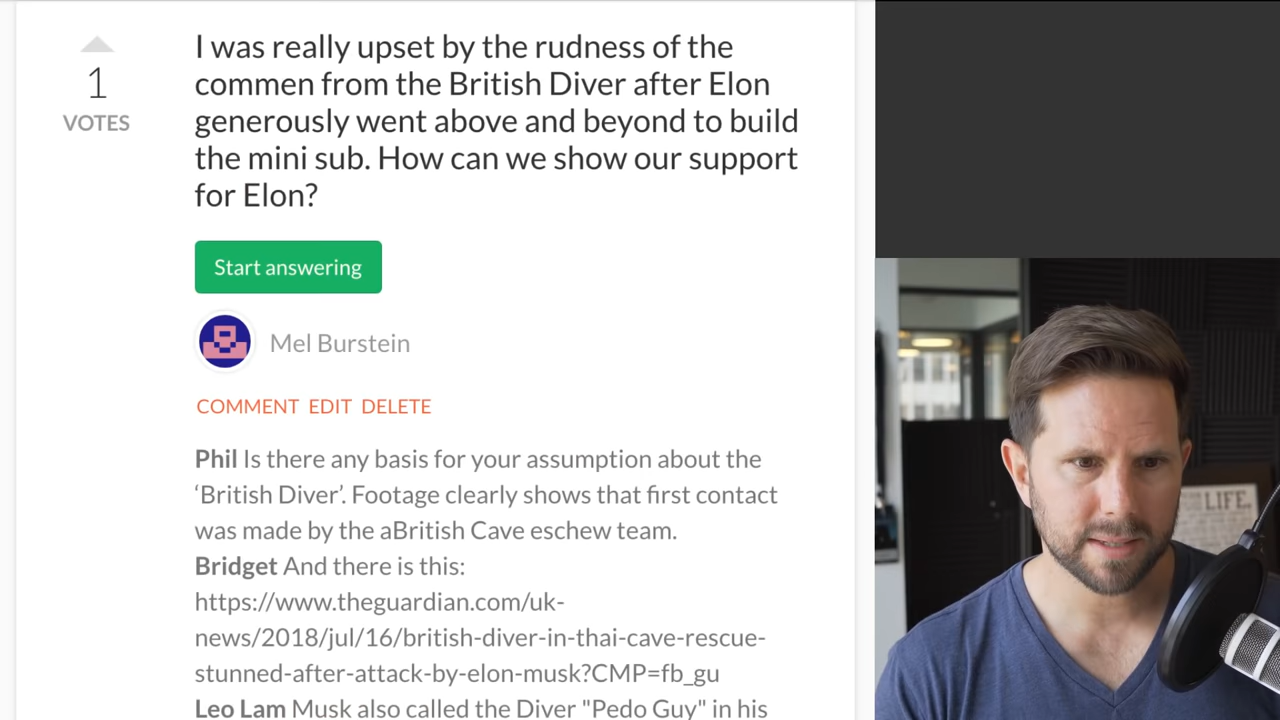 I was really upset by the rudness of the
commen from the British Diver after Elon
generously went above and beyond to build
the mini sub. How can we show our support
for Elon?
1
VOTES
Start answering
Mel Burstein
COMMENT EDIT DELETE
Phil Is there any basis for your assumption about the
‘British Diver’. Footage clearly shows that first contact
was made by the aBritish Cave eschew team.
Bridget And there is this:
https://www.theguardian.com/uk-
news/2018/jul/16/british-diver-in-thai-cave-rescue-
stunned-after-attack-by-elon-musk?CMP=fb_gu
Leo Lam Musk also called the Diver "Pedo Guy" in his
LIFE